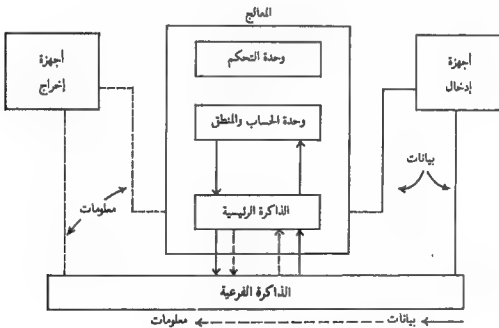 المعالج
أجهزة
إدخال
وحدة التحكم
أجهزة
إخراج
وحدة الحساب والمنطق
بيانات
الذاكرة الرئيسية
معلومات
الذاكرة الفرعية
بيانات
معلومات